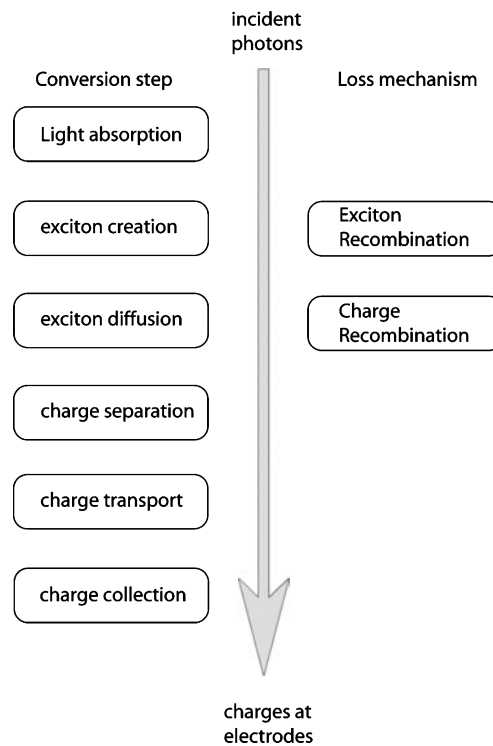 incident
photons
Conversion step
Loss mechanism
Light absorption
exciton creation
Exciton
Recombination
exciton diffusion
Charge
Recombination
charge separation
charge transport
charge collection
charges at
electrodes